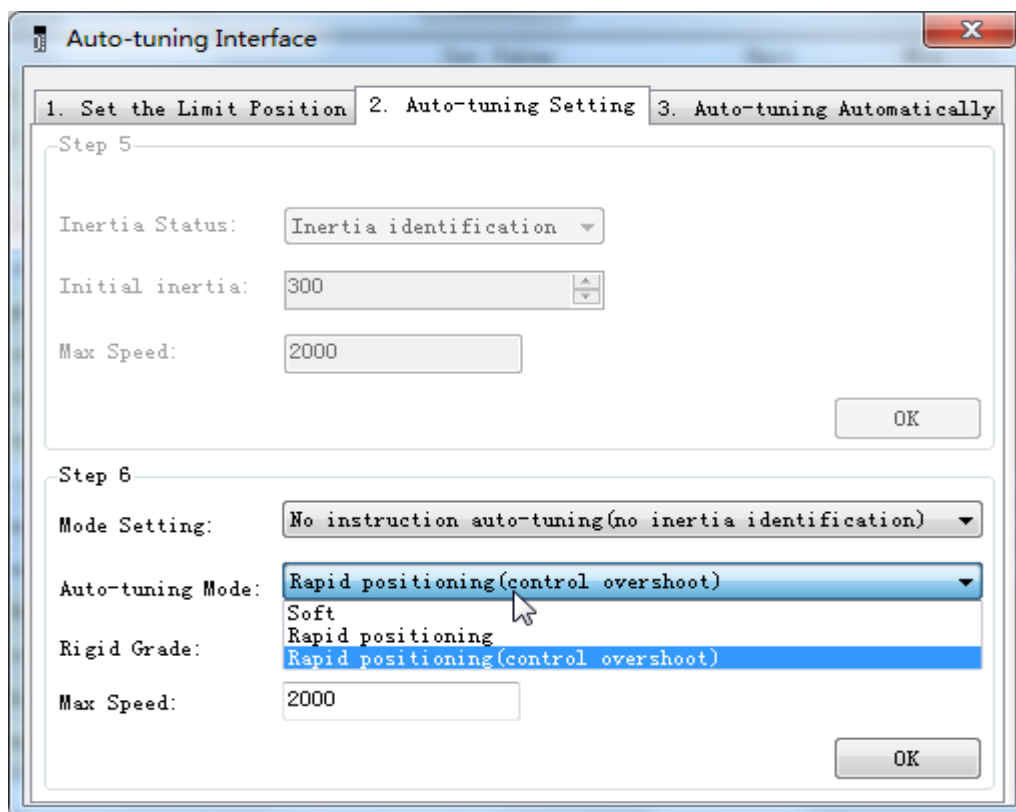 Auto-tuning Interface
1. Set the Limit Position 2. Auto-tuning Setting 3. Auto-tuning Automatically
Step 5
Inertia Status: Inertia identification
Initial inertia: 300
Max Speed: 2000
OK
Step 6
Mode Setting: No instruction auto-tuning(no inertia identification)
Auto-tuning Mode: Rapid positioning(control overshoot)
Soft
Rapid positioning
Rigid Grade: Rapid positioning(control overshoot)
Max Speed: 2000
OK